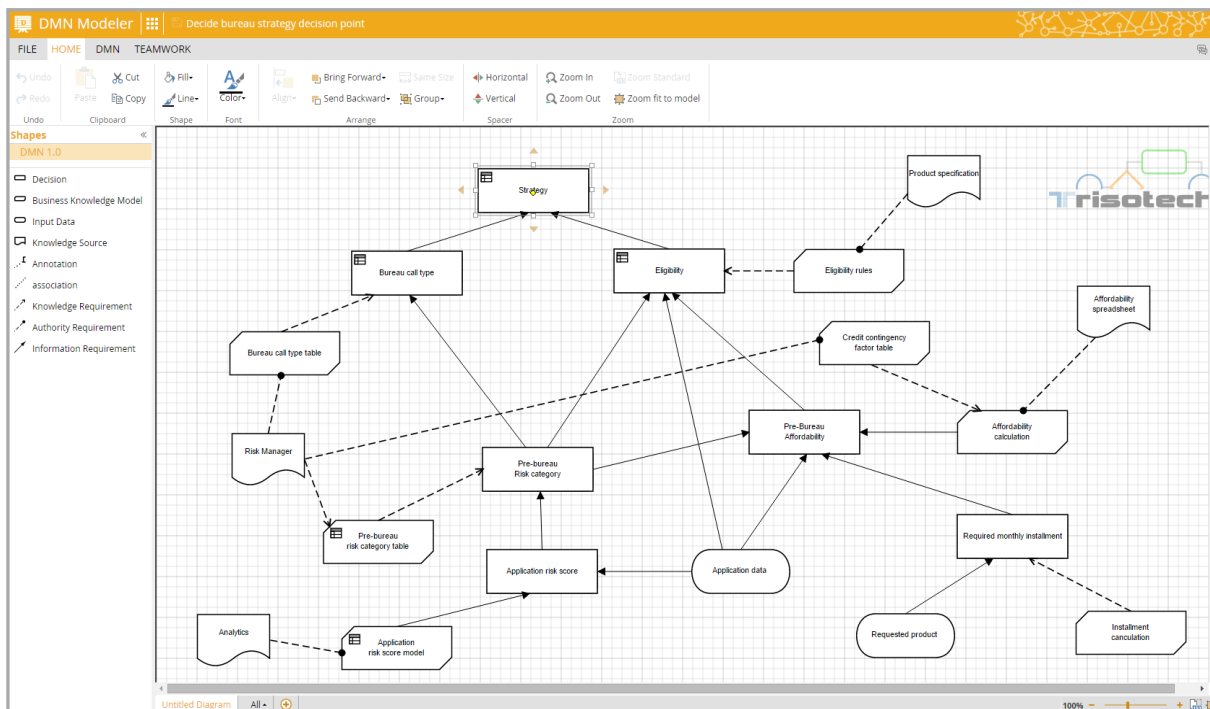 DMN Modeler Decide bureau strategy decision point
FILE HOME DMN TEAMWORK
Undo Cut Fill Bring Forward Same Size Horizontal Zoom In Zoom Standard
Redo Paste Copy Line Color Align Send Backward Group Vertical Zoom Out Zoom fit to model
Undo Clipboard Shape Font Arrange Spacer Zoom
Shapes «
DMN 1.0
Decision
Business Knowledge Model
Input Data
Knowledge Source
Annotation
association
Knowledge Requirement
Authority Requirement
Information Requirement
Product specification
Trisotech
Strategy
Bureau call type
Eligibility
Eligibility rules
Affordability
spreadsheet
Bureau call type table
Credit contingency
factor table
Pre-Bureau
Affordability
Affordability
calculation
Risk Manager
Pre-bureau
Risk category
Pre-bureau
risk category table
Required monthly installment
Application risk score
Application data
Analytics
Application
risk score model
Requested product
Installment
canculation
Untitled Diagram All 100% − +